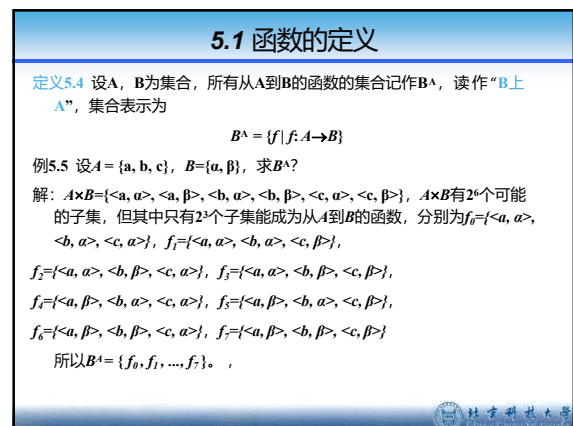 5.1 函数的定义
定义5.4 设A，B为集合，所有从A到B的函数的集合记作Bᴬ，读作“B上
A”，集合表示为
Bᴬ = {f | f: A→B}
例5.5 设A = {a, b, c}，B={α, β}，求Bᴬ？
解：A×B={<a, α>, <a, β>, <b, α>, <b, β>, <c, α>, <c, β>}，A×B有2⁶个可能
的子集，但其中只有2³个子集能成为从A到B的函数，分别为f₀={<a, α>,
<b, α>, <c, α>}，f₁={<a, α>, <b, α>, <c, β>}，
f₂={<a, α>, <b, β>, <c, α>}，f₃={<a, α>, <b, β>, <c, β>}，
f₄={<a, β>, <b, α>, <c, α>}，f₅={<a, β>, <b, α>, <c, β>}，
f₆={<a, β>, <b, β>, <c, α>}，f₇={<a, β>, <b, β>, <c, β>}
所以Bᴬ = { f₀, f₁, ..., f₇}。，
北京科技大学